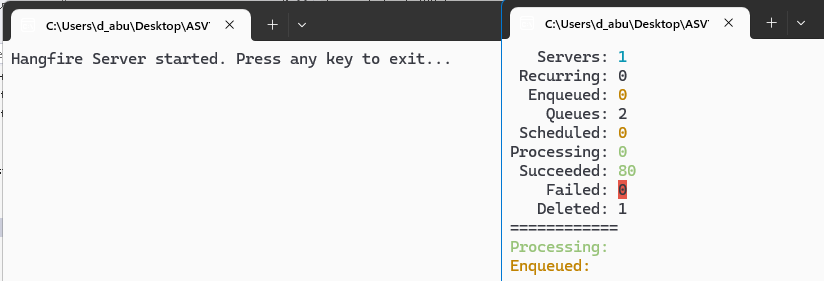 C:\Users\d_abu\Desktop\ASV
Hangfire Server started. Press any key to exit...
C:\Users\d_abu\Desktop\ASV
Servers: 1
Recurring: 0
Enqueued: 0
Queues: 2
Scheduled: 0
Processing: 0
Succeeded: 80
Failed: 0
Deleted: 1
============
Processing:
Enqueued: